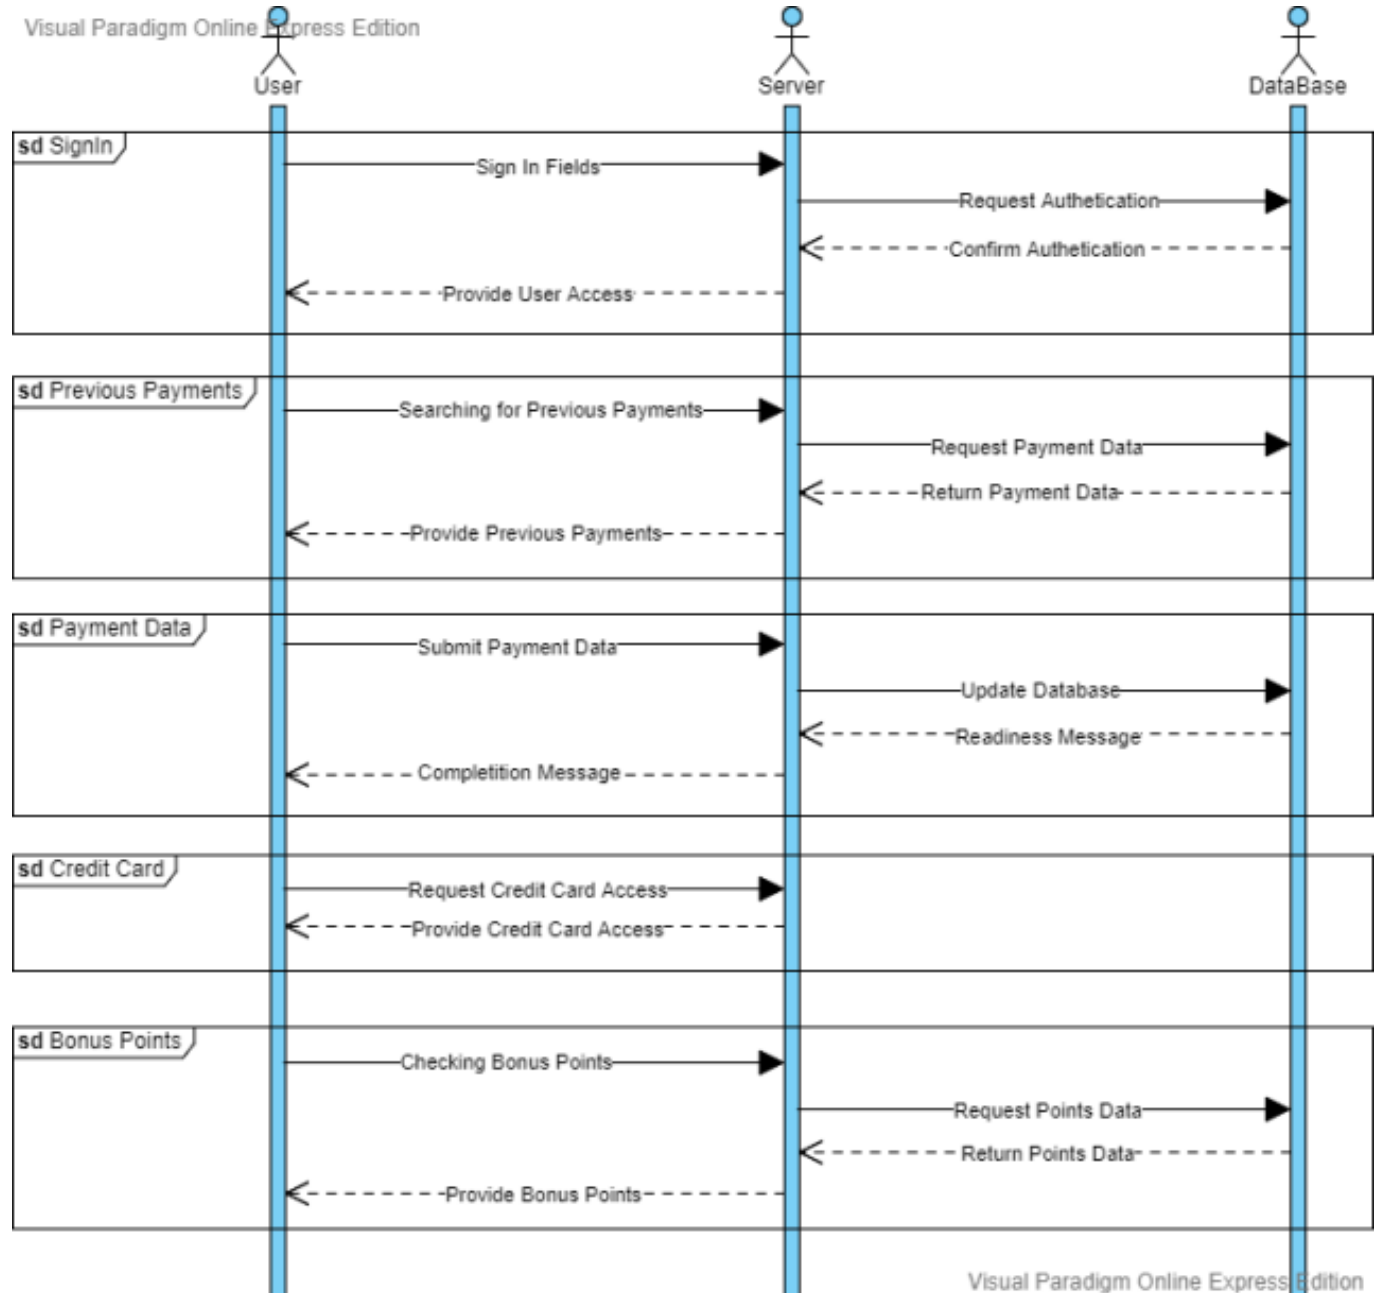 Visual Paradigm Online Express Edition
User
Server
DataBase
sd SignIn
Sign In Fields
Request Authetication
Confirm Authetication
Provide User Access
sd Previous Payments
Searching for Previous Payments
Request Payment Data
Return Payment Data
Provide Previous Payments
sd Payment Data
Submit Payment Data
Update Database
Readiness Message
Completition Message
sd Credit Card
Request Credit Card Access
Provide Credit Card Access
sd Bonus Points
Checking Bonus Points
Request Points Data
Return Points Data
Provide Bonus Points
Visual Paradigm Online Express Edition